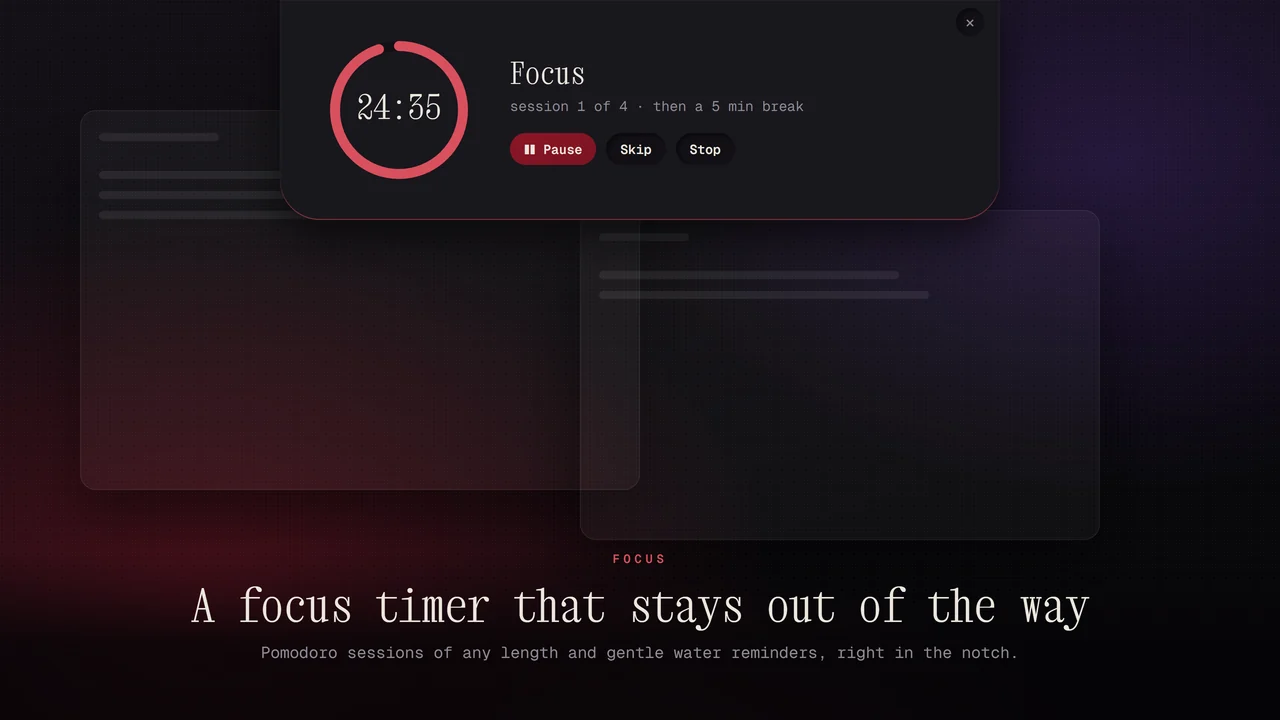 24:35
Focus
session 1 of 4 · then a 5 min break
Pause Skip Stop
FOCUS
A focus timer that stays out of the way
Pomodoro sessions of any length and gentle water reminders, right in the notch.